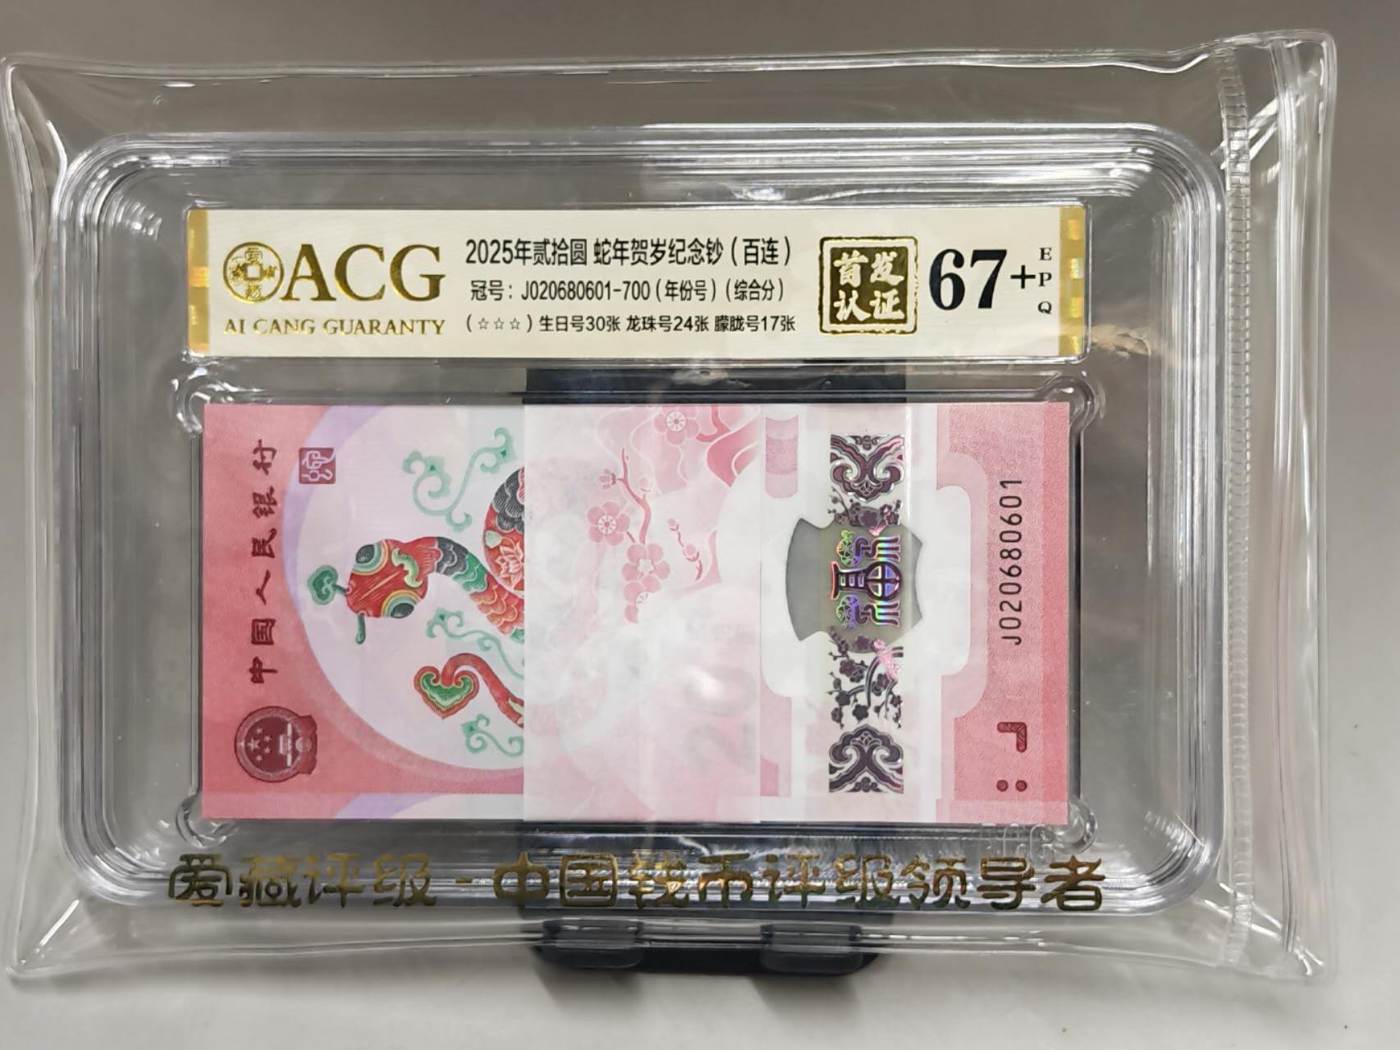 ACG
AI CANG GUARANTY
2025年贰拾圆 蛇年贺岁纪念钞（百连）
冠号：J020680601-700（年份号）（综合分）
（☆☆☆）生日号30张 龙珠号24张 朦胧号17张
首发
认证
67+
EPQ
中国人民银行
J020680601
20
爱藏评级-中国钱币评级领导者